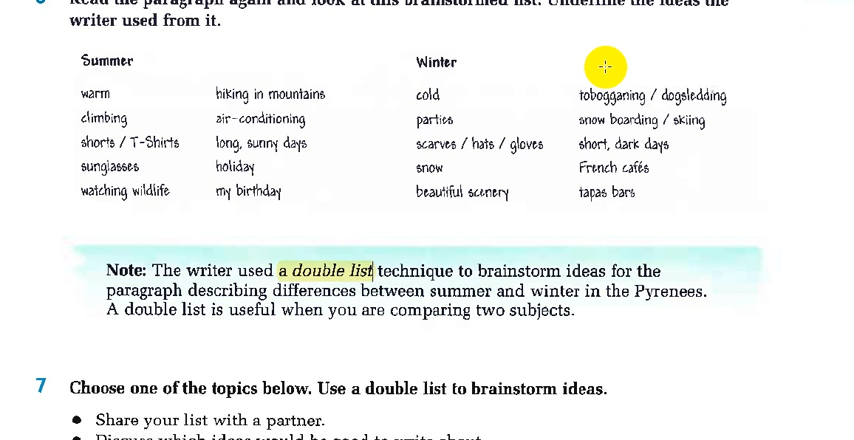 Read the paragraph again and look at this brainstormed list. Underline the ideas the
writer used from it.
Summer Winter
warm hiking in mountains cold tobogganing / dogsledding
climbing air-conditioning parties snow boarding / skiing
shorts / T-Shirts long, sunny days scarves / hats / gloves short, dark days
sunglasses holiday snow French cafés
watching wildlife my birthday beautiful scenery tapas bars
Note: The writer used a double list technique to brainstorm ideas for the
paragraph describing differences between summer and winter in the Pyrenees.
A double list is useful when you are comparing two subjects.
7 Choose one of the topics below. Use a double list to brainstorm ideas.
● Share your list with a partner.
● Discuss which ideas would be good to write about.